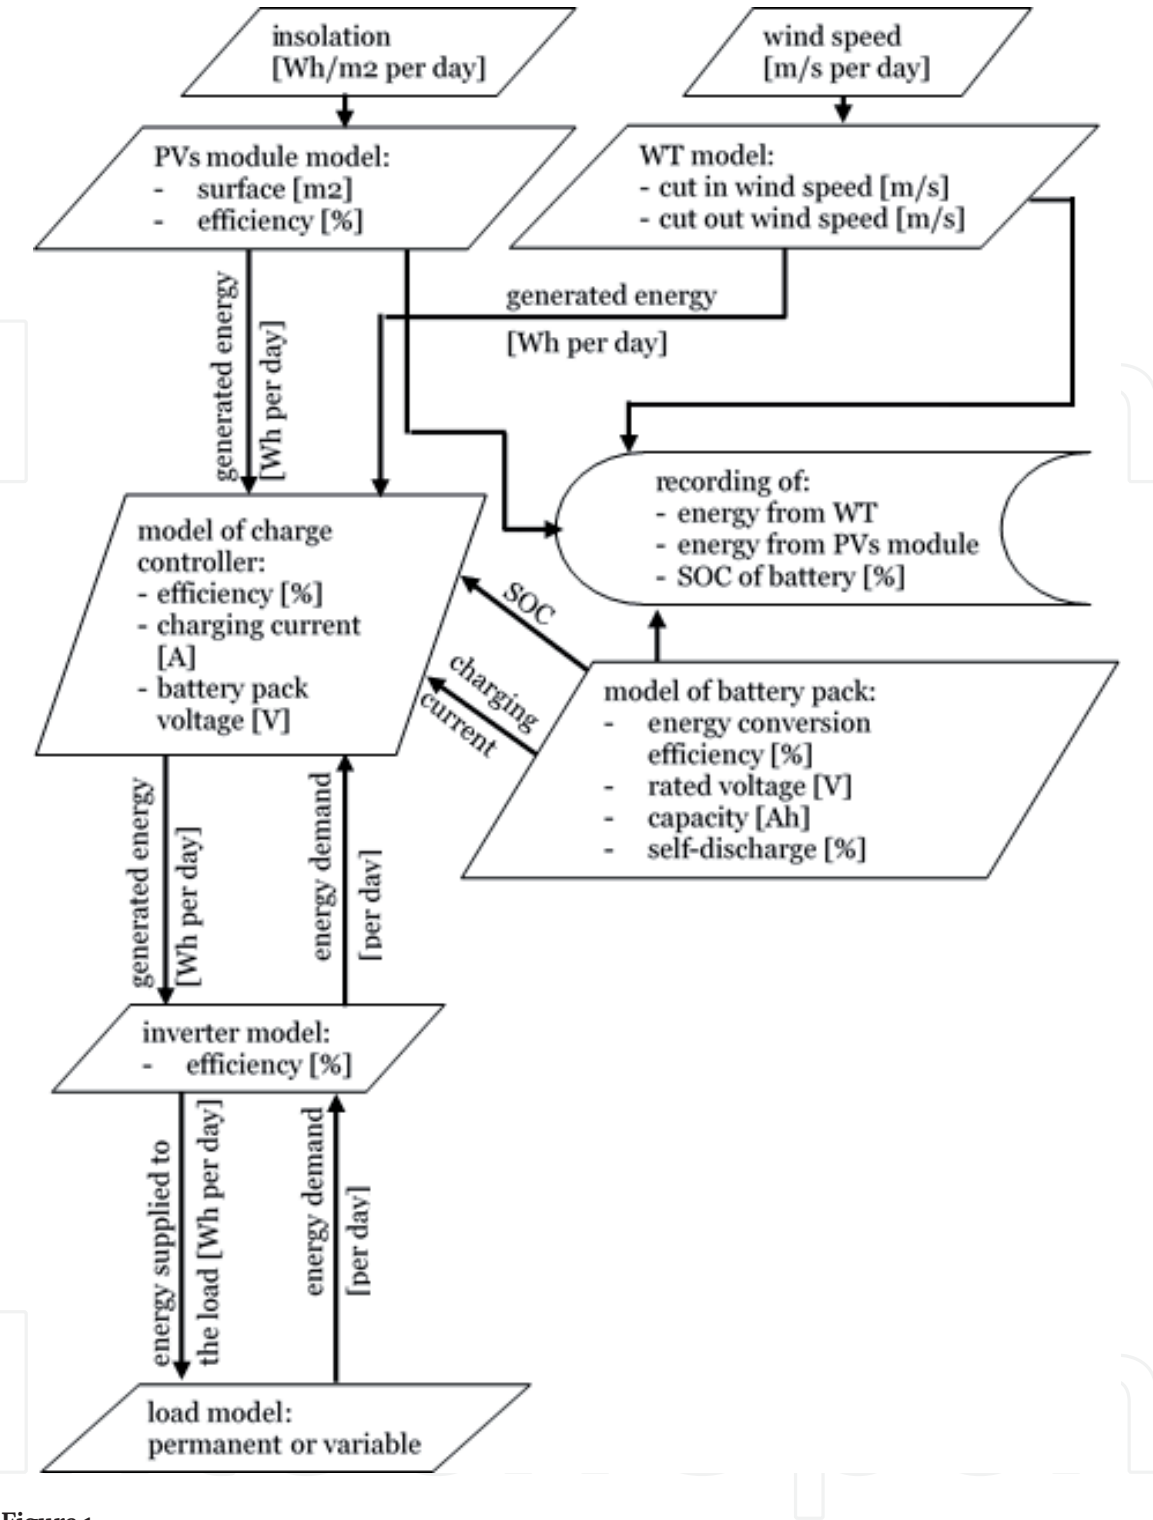 insolation
[Wh/m2 per day]
wind speed
[m/s per day]
PVs module model:
- surface [m2]
- efficiency [%]
WT model:
- cut in wind speed [m/s]
- cut out wind speed [m/s]
generated energy
[Wh per day]
generated energy
[Wh per day]
recording of:
- energy from WT
- energy from PVs module
- SOC of battery [%]
model of charge
controller:
- efficiency [%]
- charging current
[A]
- battery pack
voltage [V]
SOC
charging
current
model of battery pack:
- energy conversion
efficiency [%]
- rated voltage [V]
- capacity [Ah]
- self-discharge [%]
generated energy
[Wh per day]
energy demand
[per day]
inverter model:
- efficiency [%]
energy supplied to
the load [Wh per day]
energy demand
[per day]
load model:
permanent or variable